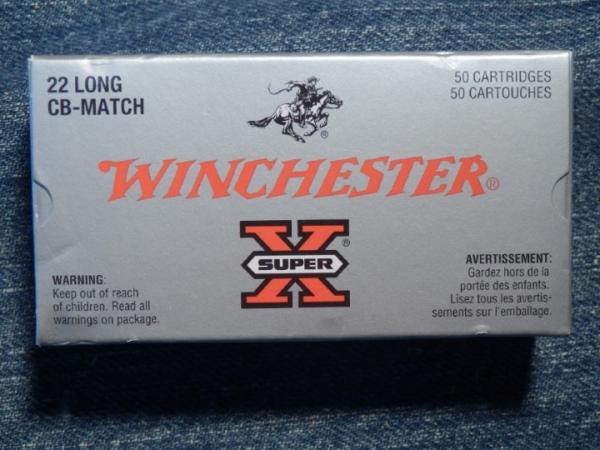 22 LONG
CB-MATCH
50 CARTRIDGES
50 CARTOUCHES
®
WINCHESTER®
X®
SUPER
WARNING:
Keep out of reach
of children. Read all
warnings on package.
AVERTISSEMENT:
Gardez hors de la
portée des enfants.
Lisez tous les avertis-
sements sur l'emballage.